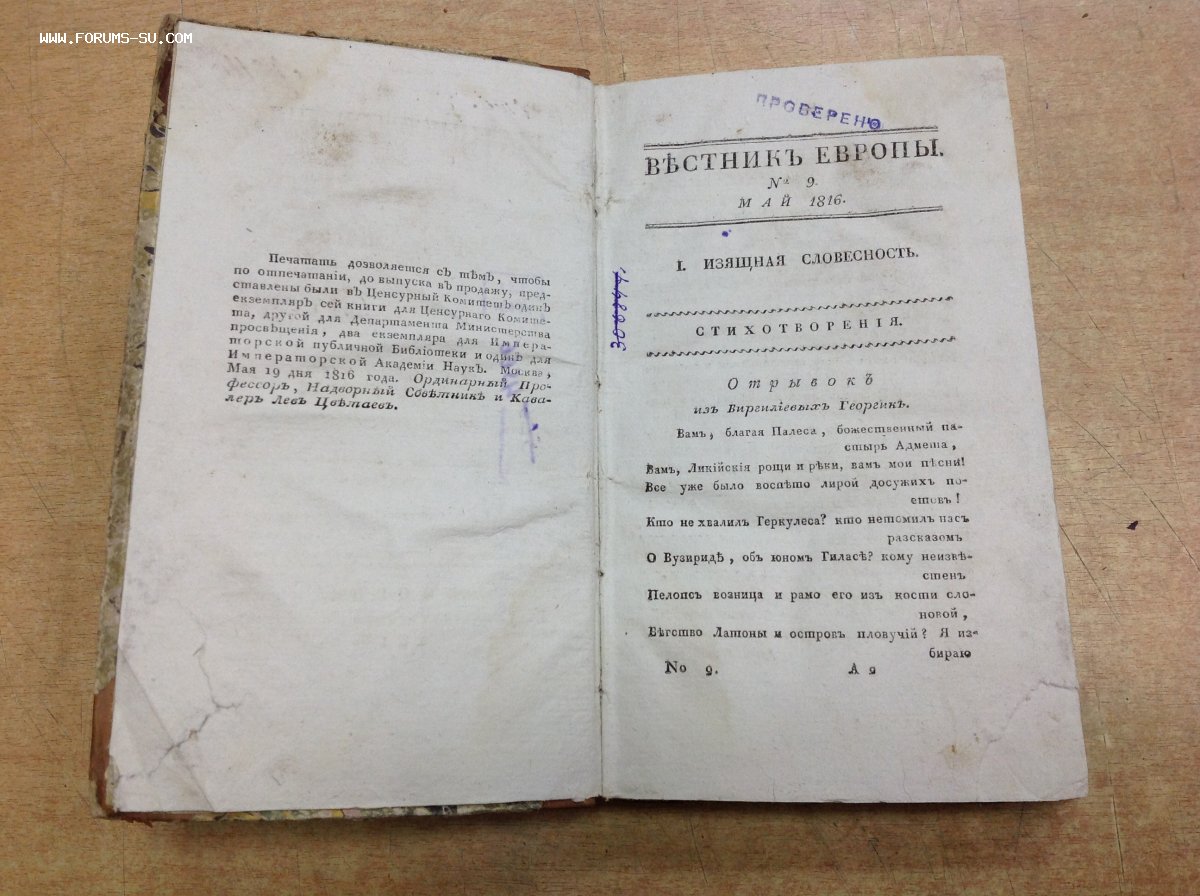 WWW.FORUMS-SU.COM
Печатать дозволяется съ тѣмъ, чтобы
по отпечатаніи, до выпуска въ продажу, пред-
ставлены были въ Ценсурный Комитетъ одинъ
екземпляръ сей книги для Ценсурнаго Комите-
та, другой для Департамента Министерства
просвѣщенія, два екземпляра для Импера-
торской публичной Библіотеки и одинъ для
Императорской Академіи Наукъ. Москва,
Мая 19 дня 1816 года. Ординарный Про-
фессоръ, Надворный Совѣтникъ и Кава-
леръ Левъ Цвѣтаевъ.
ПРОВЕРЕНО
ВѢСТНИКЪ ЕВРОПЫ.
No 9.
МАЙ 1816.
I. ИЗЯЩНАЯ СЛОВЕСНОСТЬ.
СТИХОТВОРЕНІЯ.
Отрывокъ
изъ Виргиліевыхъ Георгикъ.
Вамъ, благая Палеса, божественный па-
стырь Адмета,
Вамъ, Ликійскія рощи и рѣки, вамъ мои пѣсни!
Все уже было воспѣто лирой досужихъ по-
етовъ!
Кто не хвалилъ Геркулеса? кто нетомилъ насъ
разсказомъ
О Вузиридѣ, объ юномъ Гиласѣ? кому неизвѣ-
стенъ
Пелопсъ возница и рамо его изъ кости сло-
новой,
Бѣгство Латоны и островъ пловучій? Я из-
бираю
No 9. А 2